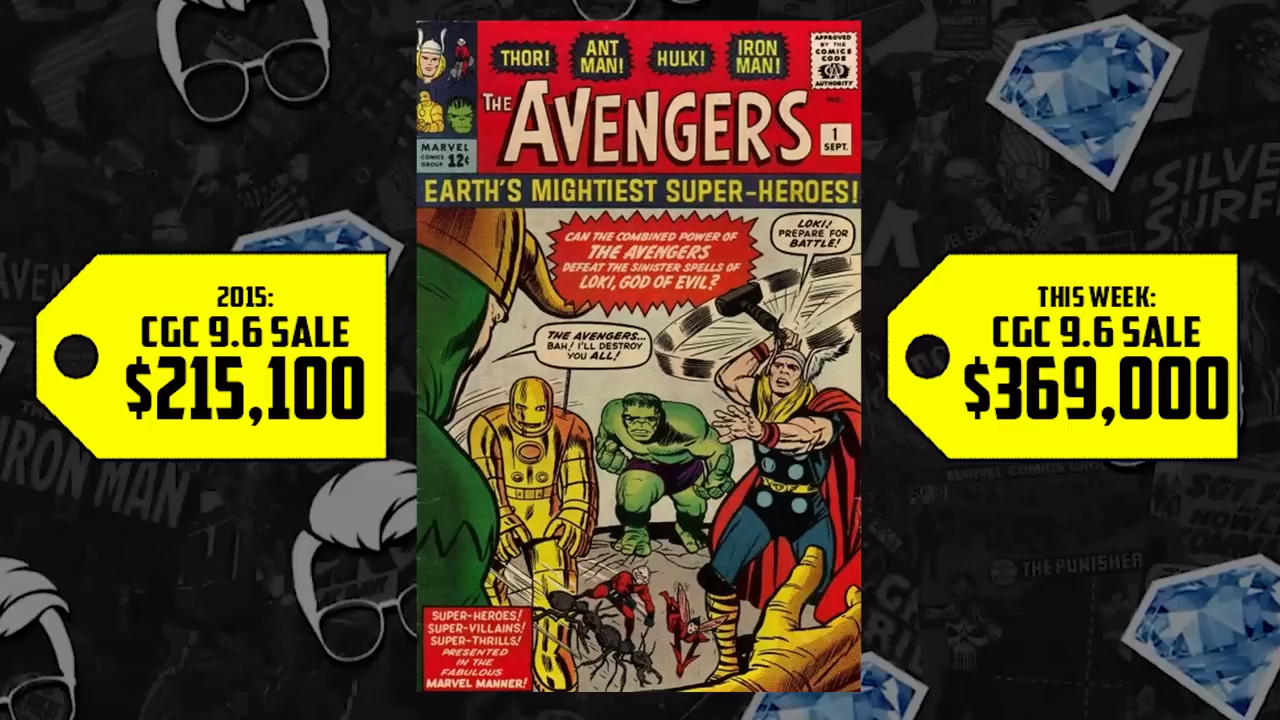 THOR!
ANT
MAN!
HULK!
IRON
MAN!
APPROVED
BY THE
COMICS
CODE
AUTHORITY
IND.
THE AVENGERS
1
SEPT.
MARVEL
COMICS
GROUP 12¢
EARTH'S MIGHTIEST SUPER-HEROES!
CAN THE COMBINED POWER OF
THE AVENGERS
DEFEAT THE SINISTER SPELLS OF
LOKI, GOD OF EVIL?
LOKI!
PREPARE FOR
BATTLE!
THE AVENGERS...
BAH! I'LL DESTROY
YOU ALL!
SUPER-HEROES!
SUPER-VILLAINS!
SUPER-THRILLS!
PRESENTED
IN THE
FABULOUS
MARVEL MANNER!
2015:
CGC 9.6 SALE
$215,100
THIS WEEK:
CGC 9.6 SALE
$369,000
IRON MAN
MARVEL COMICS
THE PUNISHER